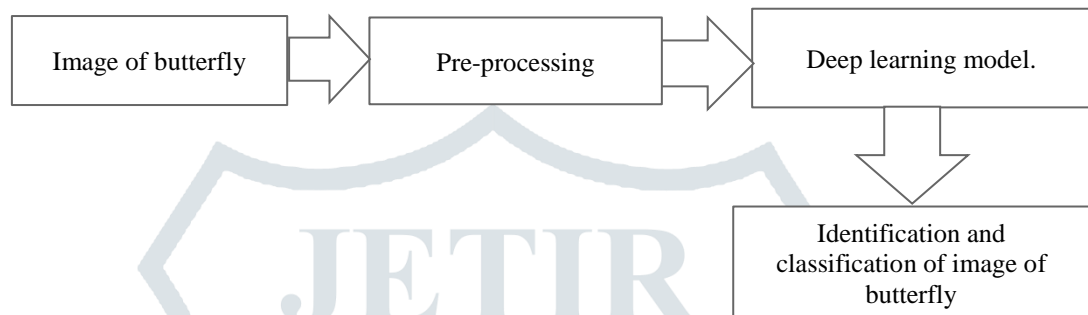 Image of butterfly
Pre-processing
Deep learning model.
Identification and
classification of image of
butterfly
JETIR